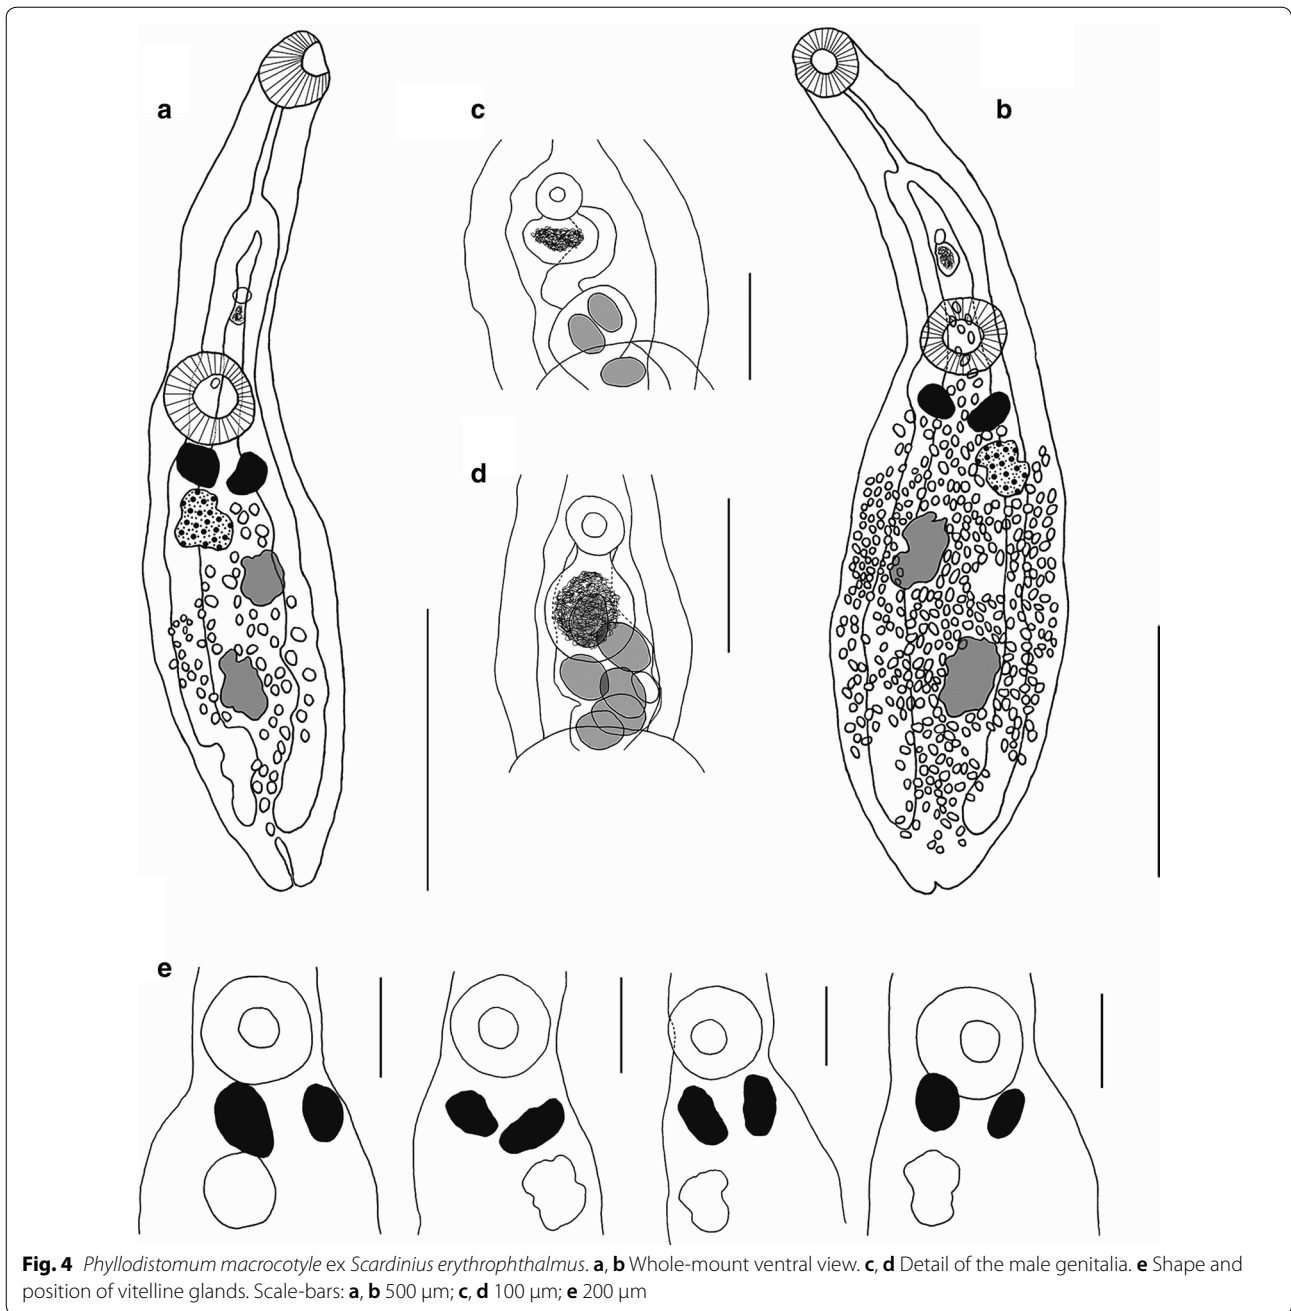 a
c
b
d
e
Fig. 4 Phyllodistomum macrocotyle ex Scardinius erythrophthalmus. a, b Whole-mount ventral view. c, d Detail of the male genitalia. e Shape and
position of vitelline glands. Scale-bars: a, b 500 µm; c, d 100 µm; e 200 µm